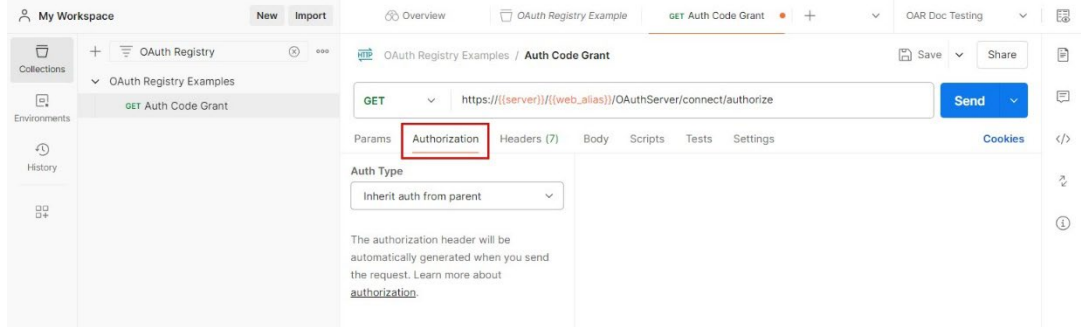 My Workspace
New
Import
Overview
OAuth Registry Example
GET Auth Code Grant
OAR Doc Testing
Collections
Environments
History
OAuth Registry
OAuth Registry Examples
GET Auth Code Grant
HTTP
OAuth Registry Examples / Auth Code Grant
Save
Share
GET
https://{{server}}/{{web_alias}}/OAuthServer/connect/authorize
Send
Params
Authorization
Headers (7)
Body
Scripts
Tests
Settings
Cookies
Auth Type
Inherit auth from parent
The authorization header will be
automatically generated when you send
the request. Learn more about
authorization.